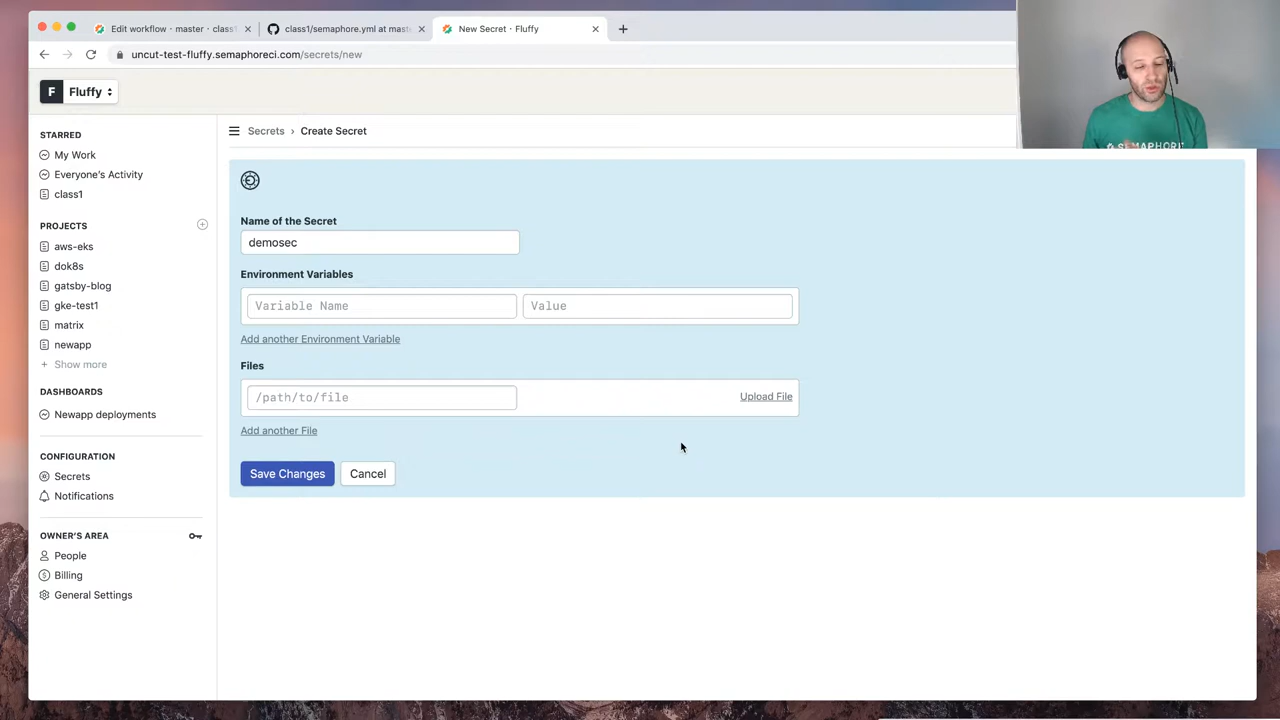 Edit workflow · master · class
class1/semaphore.yml at mast
New Secret · Fluffy
uncut-test-fluffy.semaphoreci.com/secrets/new
F Fluffy
STARRED
My Work
Everyone's Activity
class1
PROJECTS
aws-eks
dok8s
gatsby-blog
gke-test1
matrix
newapp
+ Show more
DASHBOARDS
Newapp deployments
CONFIGURATION
Secrets
Notifications
OWNER'S AREA
People
Billing
General Settings
Secrets › Create Secret
Name of the Secret
demosec
Environment Variables
Variable Name Value
Add another Environment Variable
Files
/path/to/file Upload File
Add another File
Save Changes Cancel
SEMAPHORE